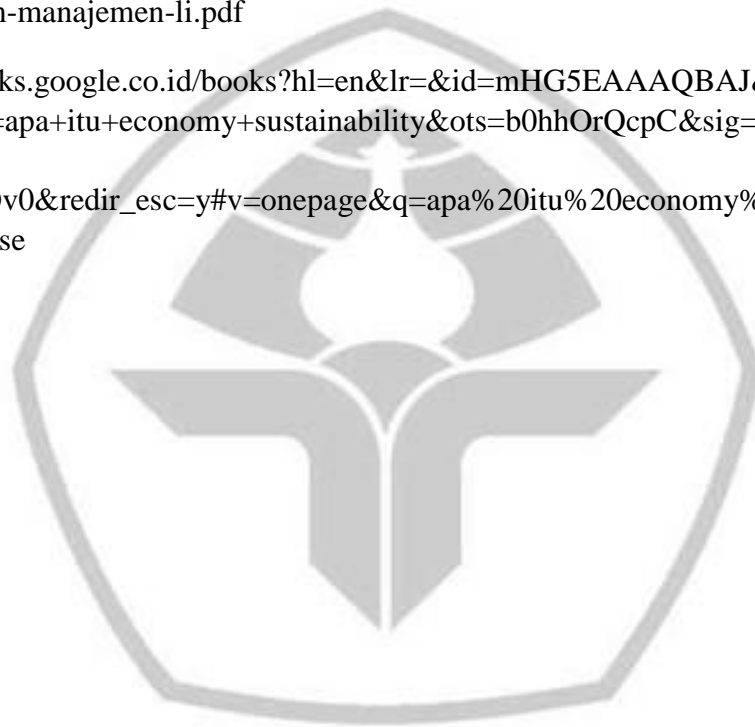 n-manajemen-li.pdf
ks.google.co.id/books?hl=en&lr=&id=mHG5EAAAQBAJ&
=apa+itu+economy+sustainability&ots=b0hhOrQcpC&sig=
v0&redir_esc=y#v=onepage&q=apa%20itu%20economy%
se